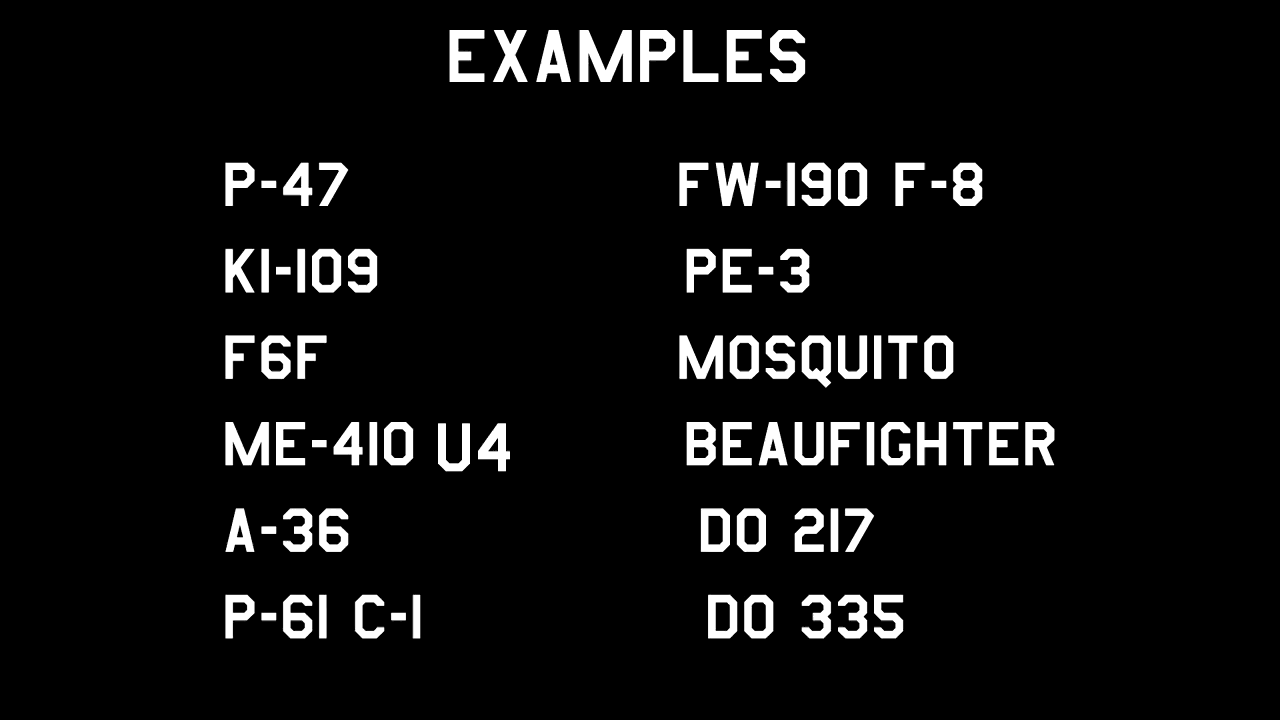 EXAMPLES
P-47
KI-109
F6F
ME-410 U4
A-36
P-61 C-1
FW-190 F-8
PE-3
MOSQUITO
BEAUFIGHTER
DO 217
DO 335